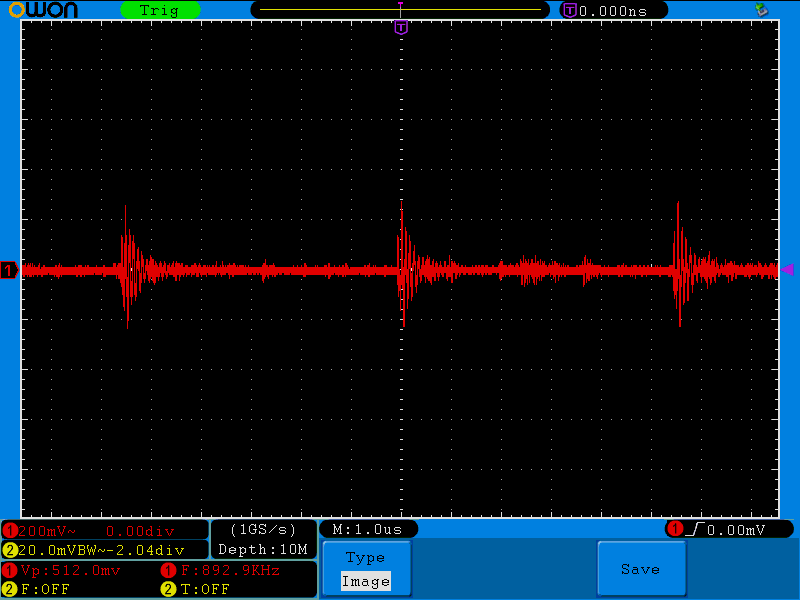 owon Trig T 0.000ns
T
1
1 200mV~ 0.00div (1GS/s) M:1.0us 1 0.00mV
2 20.0mVBW~-2.04div Depth:10M
1 Vp:512.0mv 1 F:892.9KHz Type Save
2 F:OFF 2 T:OFF Image